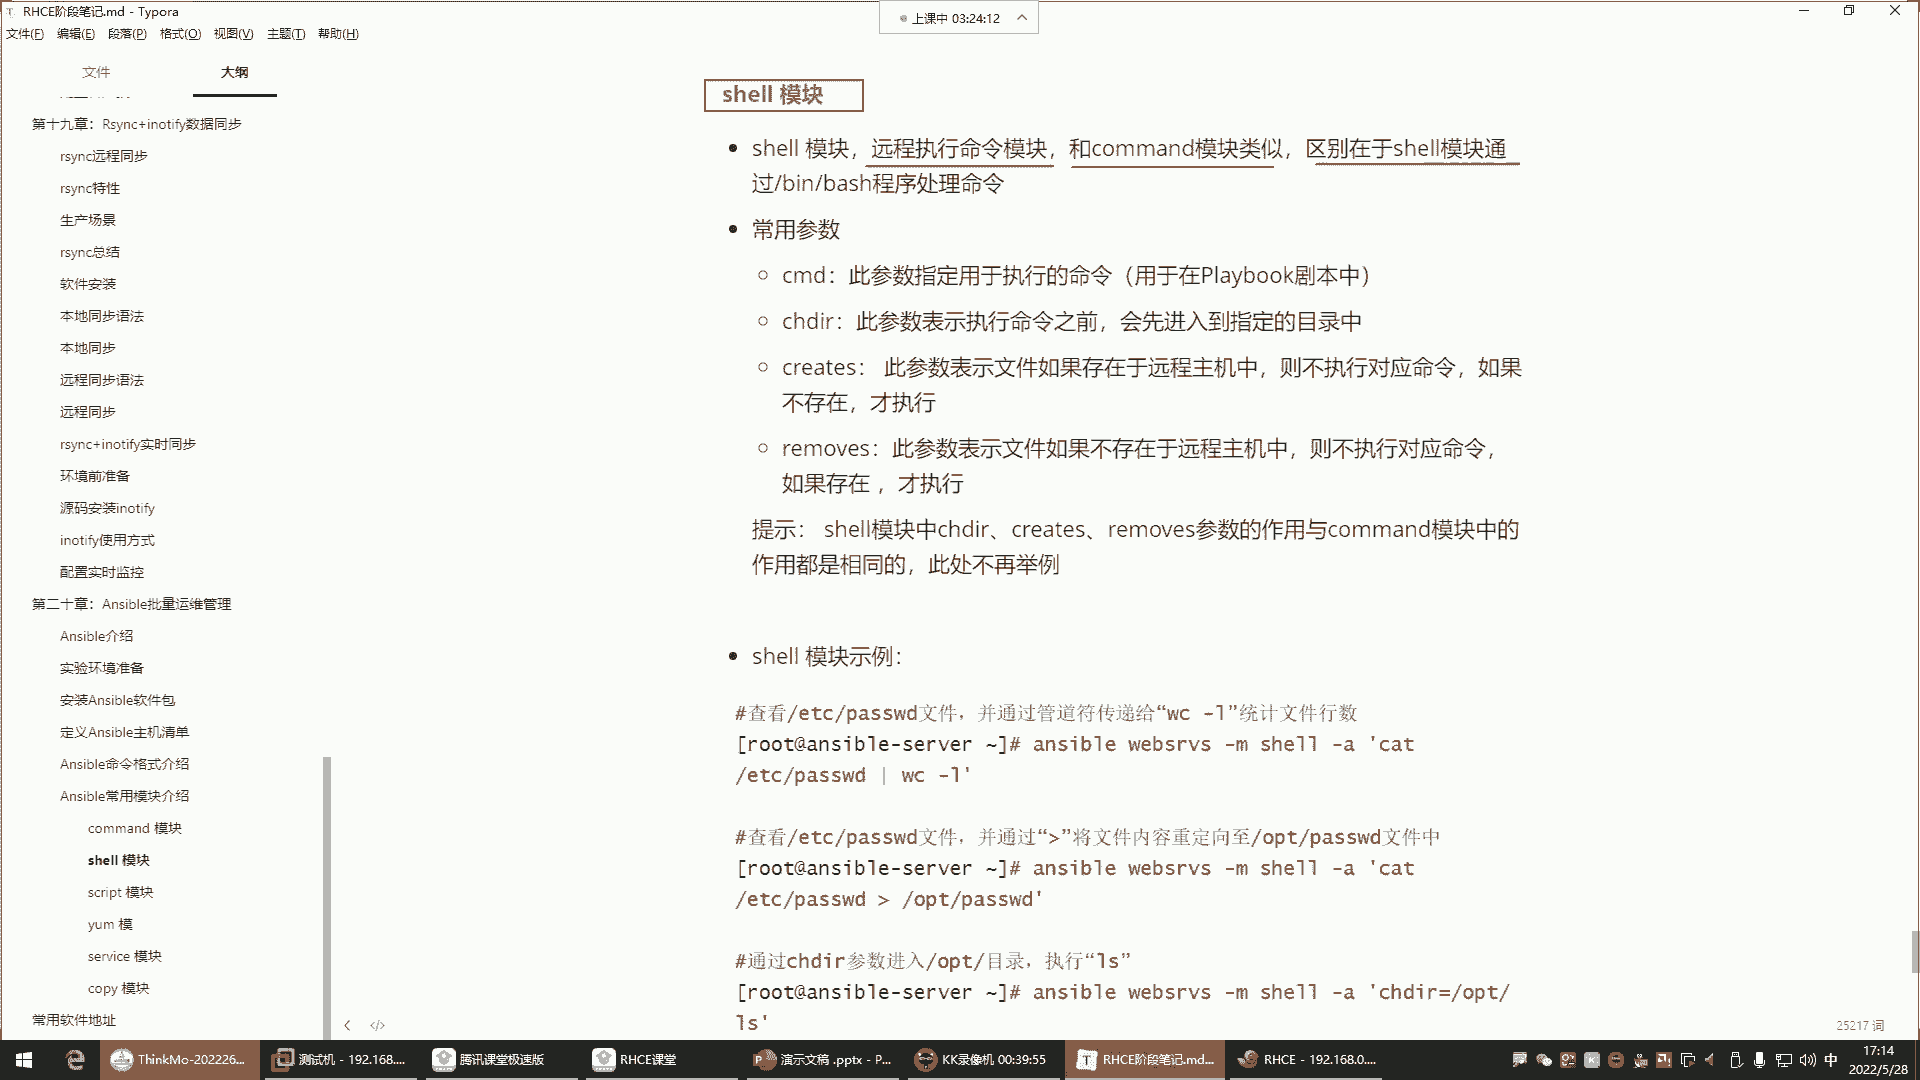 RHCE阶段笔记.md - Typora
上课中 03:24:12
文件(F) 编辑(E) 段落(P) 格式(O) 视图(V) 主题(T) 帮助(H)
文件 大纲
第十九章：Rsync+inotify数据同步
rsync远程同步
rsync特性
生产场景
rsync总结
软件安装
本地同步语法
本地同步
远程同步语法
远程同步
rsync+inotify实时同步
环境前准备
源码安装inotify
inotify使用方式
配置实时监控
第二十章：Ansible批量运维管理
Ansible介绍
实验环境准备
安装Ansible软件包
定义Ansible主机清单
Ansible命令格式介绍
Ansible常用模块介绍
command 模块
shell 模块
script 模块
yum 模
service 模块
copy 模块
常用软件地址
shell 模块
shell 模块，远程执行命令模块，和command模块类似，区别在于shell模块通
过/bin/bash程序处理命令
常用参数
cmd：此参数指定用于执行的命令（用于在Playbook剧本中）
chdir：此参数表示执行命令之前，会先进入到指定的目录中
creates： 此参数表示文件如果存在于远程主机中，则不执行对应命令，如果
不存在，才执行
removes：此参数表示文件如果不存在于远程主机中，则不执行对应命令，
如果存在 ，才执行
提示： shell模块中chdir、creates、removes参数的作用与command模块中的
作用都是相同的，此处不再举例
shell 模块示例：
#查看/etc/passwd文件，并通过管道符传递给“wc -l”统计文件行数
[root@ansible-server ~]# ansible websrvs -m shell -a 'cat
/etc/passwd | wc -l'
#查看/etc/passwd文件，并通过“>”将文件内容重定向至/opt/passwd文件中
[root@ansible-server ~]# ansible websrvs -m shell -a 'cat
/etc/passwd > /opt/passwd'
#通过chdir参数进入/opt/目录，执行“ls”
[root@ansible-server ~]# ansible websrvs -m shell -a 'chdir=/opt/
ls'
25217 词
ThinkMo-202226... 测试机 - 192.168.... 腾讯课堂极速版 RHCE课堂 演示文稿 .pptx - P... KK录像机 00:39:55 RHCE阶段笔记.md... RHCE - 192.168.0.... 中
17:14
2022/5/28